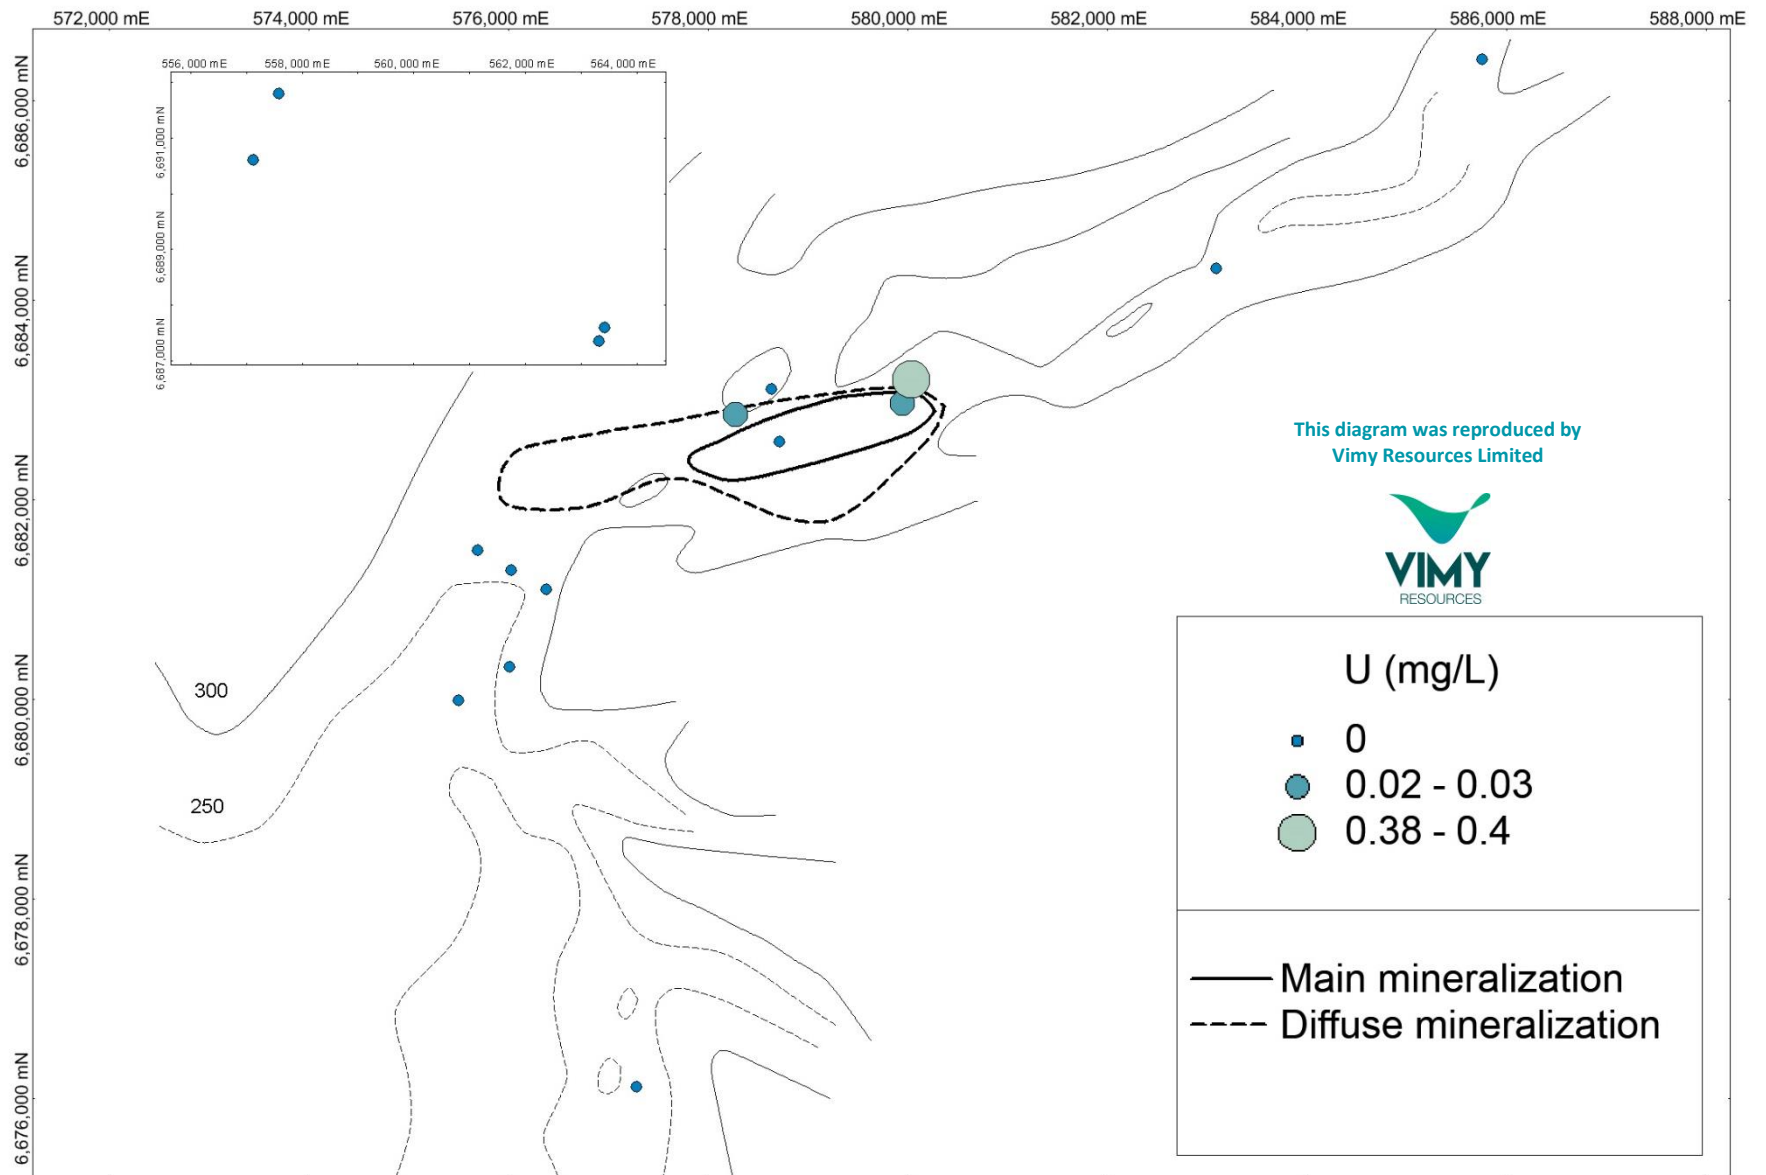 572,000 mE 574,000 mE 576,000 mE 578,000 mE 580,000 mE 582,000 mE 584,000 mE 586,000 mE 588,000 mE
556, 000 mE 558, 000 mE 560, 000 mE 562, 000 mE 564, 000 mE
6,691,000 mN
6,689,000 mN
6,687,000 mN
6,686,000 mN
6,684,000 mN
6,682,000 mN
6,680,000 mN
6,678,000 mN
6,676,000 mN
300
250
This diagram was reproduced by
Vimy Resources Limited
VIMY
RESOURCES
U (mg/L)
0
0.02 - 0.03
0.38 - 0.4
Main mineralization
Diffuse mineralization